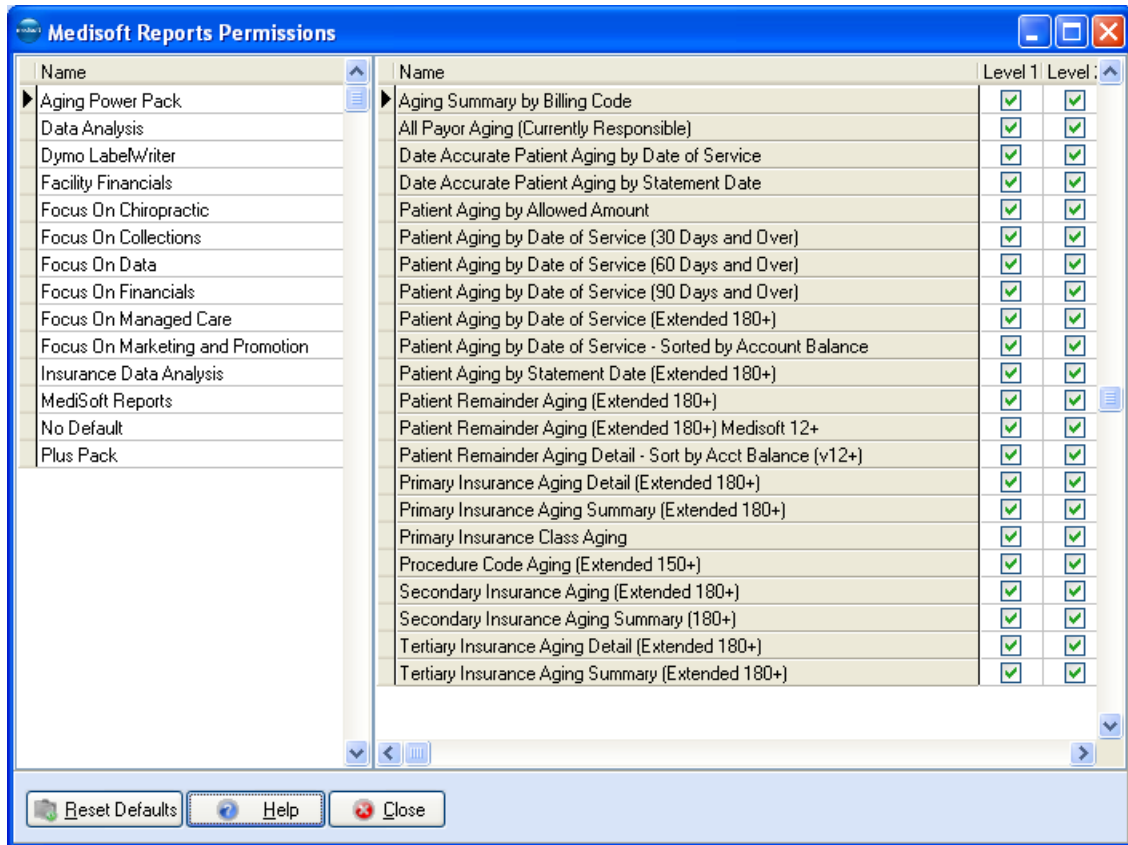 Medisoft Reports Permissions
Name
Aging Power Pack
Data Analysis
Dymo LabelWriter
Facility Financials
Focus On Chiropractic
Focus On Collections
Focus On Data
Focus On Financials
Focus On Managed Care
Focus On Marketing and Promotion
Insurance Data Analysis
MediSoft Reports
No Default
Plus Pack
Name Level 1 Level
Aging Summary by Billing Code
All Payor Aging (Currently Responsible)
Date Accurate Patient Aging by Date of Service
Date Accurate Patient Aging by Statement Date
Patient Aging by Allowed Amount
Patient Aging by Date of Service (30 Days and Over)
Patient Aging by Date of Service (60 Days and Over)
Patient Aging by Date of Service (90 Days and Over)
Patient Aging by Date of Service (Extended 180+)
Patient Aging by Date of Service - Sorted by Account Balance
Patient Aging by Statement Date (Extended 180+)
Patient Remainder Aging (Extended 180+)
Patient Remainder Aging (Extended 180+) Medisoft 12+
Patient Remainder Aging Detail - Sort by Acct Balance (v12+)
Primary Insurance Aging Detail (Extended 180+)
Primary Insurance Aging Summary (Extended 180+)
Primary Insurance Class Aging
Procedure Code Aging (Extended 150+)
Secondary Insurance Aging (Extended 180+)
Secondary Insurance Aging Summary (180+)
Tertiary Insurance Aging Detail (Extended 180+)
Tertiary Insurance Aging Summary (Extended 180+)
Reset Defaults Help Close